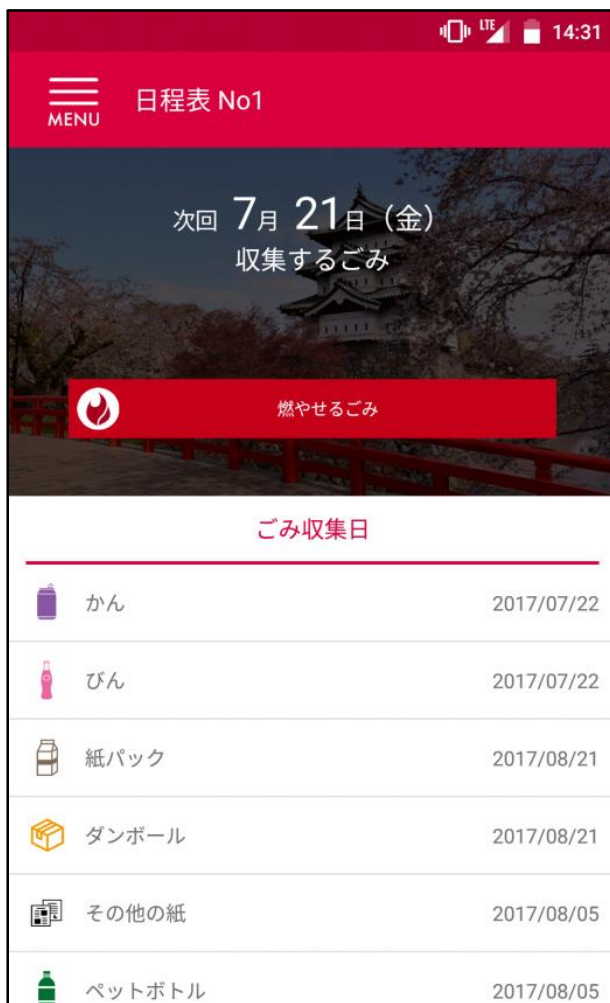 LTE 14:31
MENU 日程表 No1
次回 7月 21日（金）
収集するごみ
燃やせるごみ
ごみ収集日
かん 2017/07/22
びん 2017/07/22
紙パック 2017/08/21
ダンボール 2017/08/21
その他の紙 2017/08/05
ペットボトル 2017/08/05